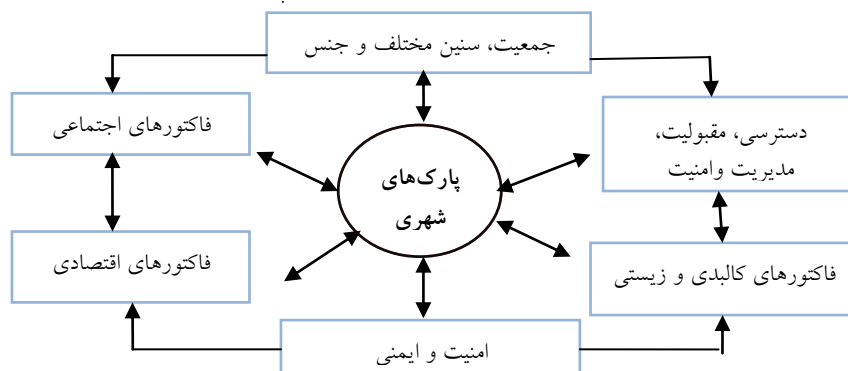 جمعیت، سنین مختلف و جنس
فاکتورهای اجتماعی
دسترسی، مقبولیت،
مدیریت وامنیت
پارک‌های
شهری
فاکتورهای اقتصادی
فاکتورهای کالبدی و زیستی
امنیت و ایمنی